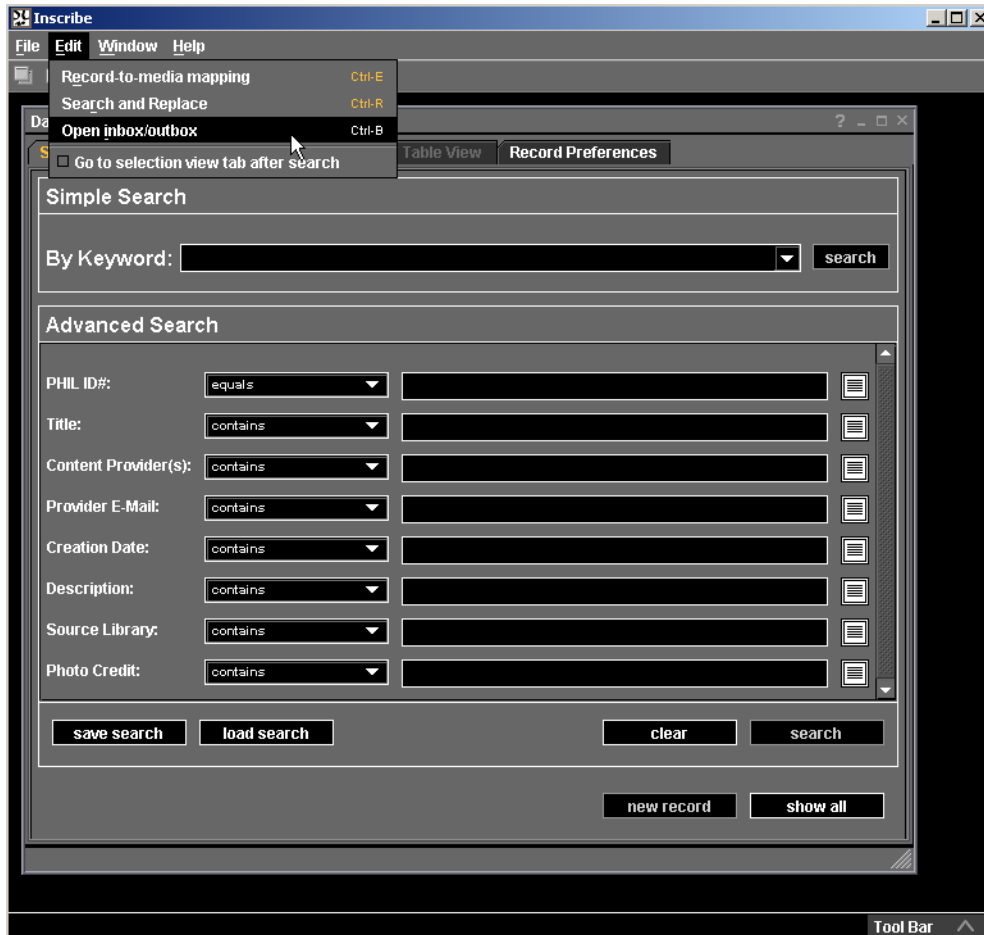 Inscribe
File Edit Window Help
Record-to-media mapping Ctrl-E
Search and Replace Ctrl-R
Open inbox/outbox Ctrl-B
Go to selection view tab after search
Da ?
S Table View Record Preferences
Simple Search
By Keyword: search
Advanced Search
PHIL ID#: equals
Title: contains
Content Provider(s): contains
Provider E-Mail: contains
Creation Date: contains
Description: contains
Source Library: contains
Photo Credit: contains
save search load search clear search
new record show all
Tool Bar